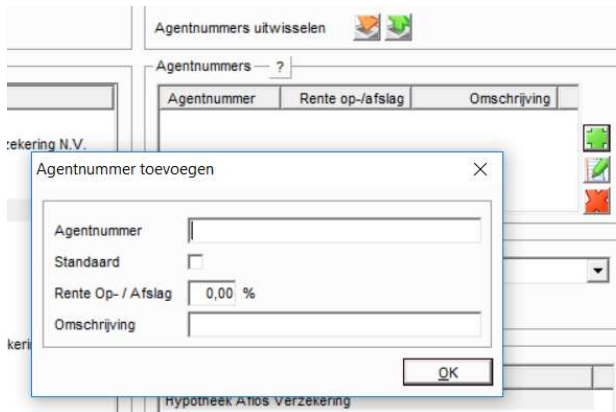 Agentnummers uitwisselen
Agentnummers ?
Agentnummer Rente op-/afslag Omschrijving
zekering N.V.
Agentnummer toevoegen
Agentnummer
Standaard
Rente Op- / Afslag 0,00 %
Omschrijving
OK
Hypotheek Aflos Verzekering